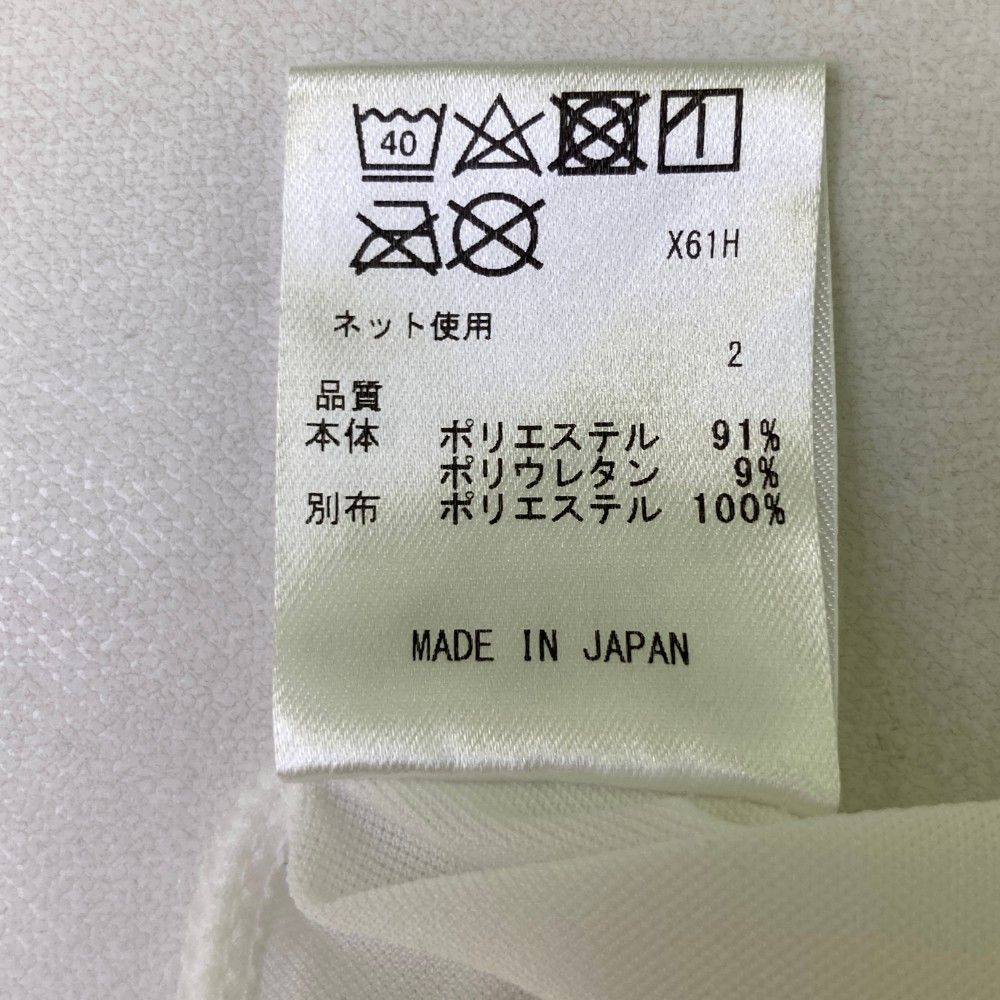 40
X61H
ネット使用
2
品質
本体 ポリエステル 91%
ポリウレタン 9%
別布 ポリエステル 100%
MADE IN JAPAN